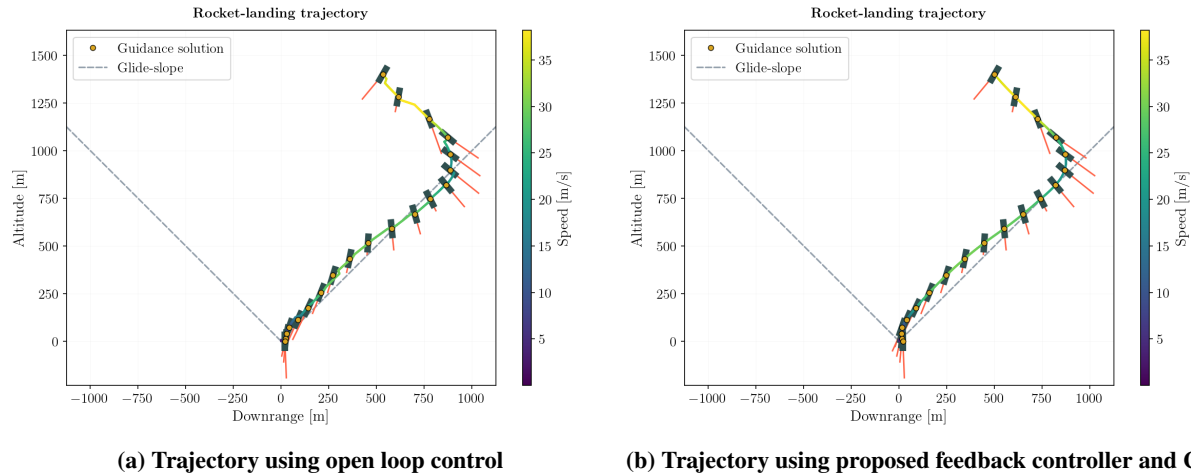 Rocket-landing trajectory
1500
1250
1000
750
500
250
0
Altitude [m]
Guidance solution
Glide-slope
−1000 −750 −500 −250 0 250 500 750 1000
Downrange [m]
35
30
25
20
15
10
5
Speed [m/s]
(a) Trajectory using open loop control
Rocket-landing trajectory
1500
1250
1000
750
500
250
0
Altitude [m]
Guidance solution
Glide-slope
−1000 −750 −500 −250 0 250 500 750 1000
Downrange [m]
35
30
25
20
15
10
5
Speed [m/s]
(b) Trajectory using proposed feedback controller and